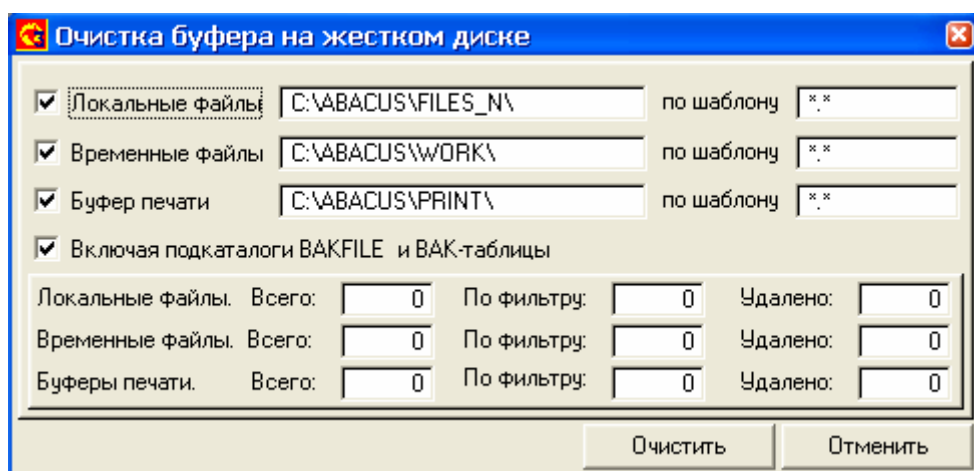 Очистка буфера на жестком диске
Локальные файлы C:\ABACUS\FILES_N\ по шаблону *.*
Временные файлы C:\ABACUS\WORK\ по шаблону *.*
Буфер печати C:\ABACUS\PRINT\ по шаблону *.*
Включая подкаталоги BAKFILE и BAK-таблицы
Локальные файлы. Всего: 0 По фильтру: 0 Удалено: 0
Временные файлы. Всего: 0 По фильтру: 0 Удалено: 0
Буферы печати. Всего: 0 По фильтру: 0 Удалено: 0
Очистить Отменить